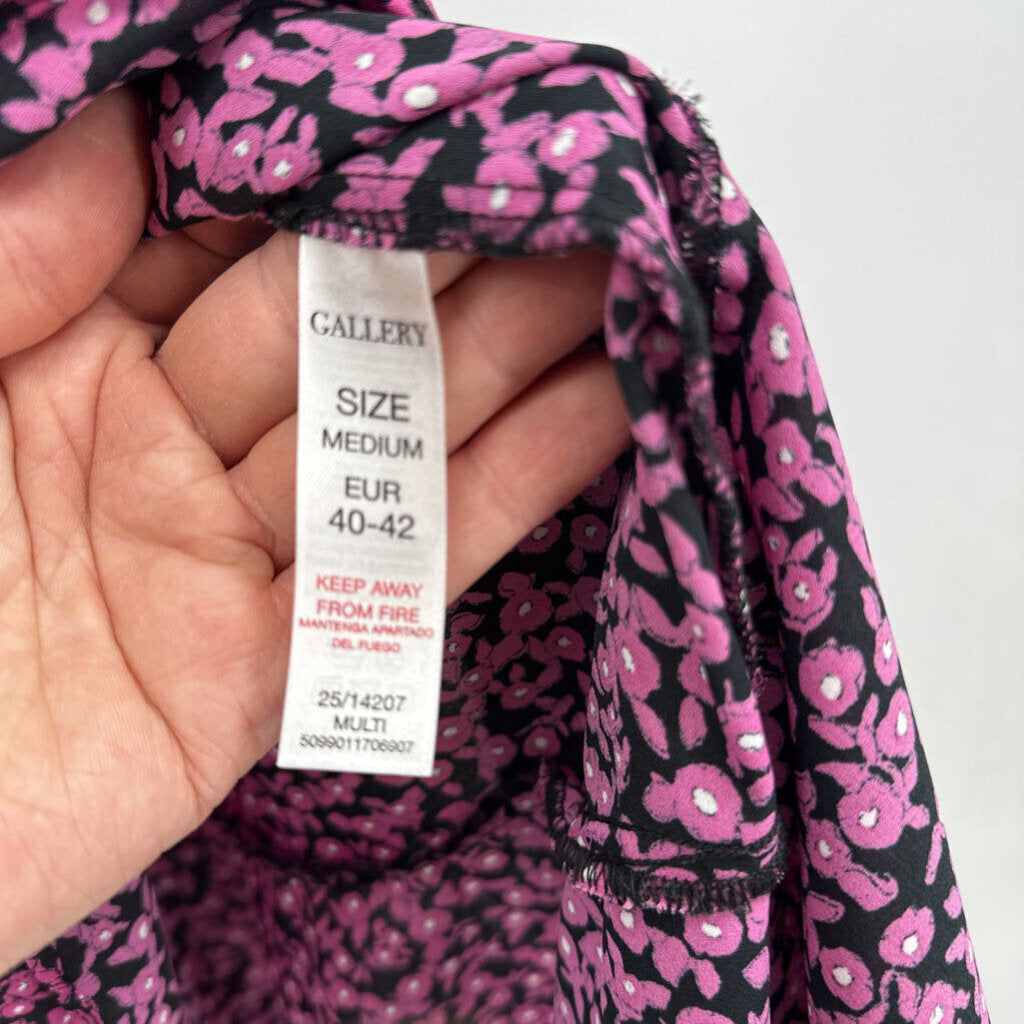 GALLERY
SIZE
MEDIUM
EUR
40-42
KEEP AWAY
FROM FIRE
MANTENGA APARTADO
DEL FUEGO
25/14207
MULTI
5099011706907